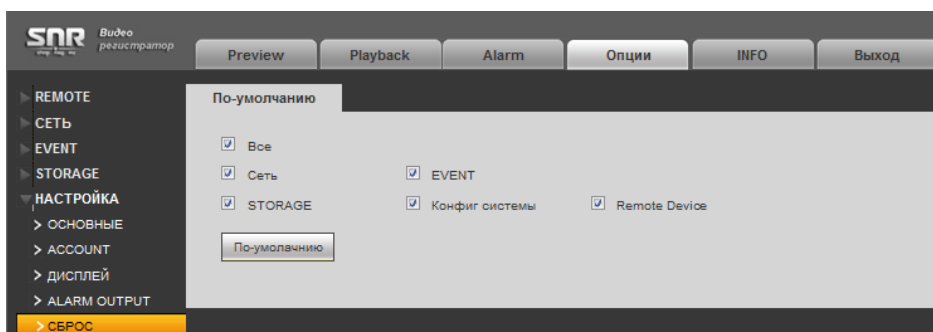 SNR Видео
регистратор
Preview Playback Alarm Опции INFO Выход
REMOTE
СЕТЬ
EVENT
STORAGE
НАСТРОЙКА
ОСНОВНЫЕ
ACCOUNT
ДИСПЛЕЙ
ALARM OUTPUT
СБРОС
По-умолчанию
Все
Сеть EVENT
STORAGE Конфиг системы Remote Device
По-умолачнию